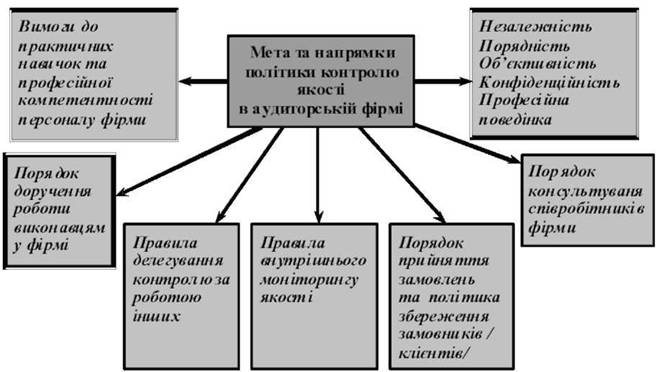 Вимоги до
практичних
навичок та
професійної
компетентності
персоналу фірми
Мета та напрямки
політики контролю
якості
в аудиторській фірмі
Незалежність
Порядність
Об'єктивність
Конфіденційність
Професійна
поведінка
Порядок
доручення
роботи
виконавцям
у фірмі
Правила
делегування
контролю за
роботою
інших
Правила
внутрішнього
моніторингу
якості
Порядок
прийняття
замовлень
та політика
збереження
замовників /
клієнтів/
Порядок
консультуваня
співробітників
фірми